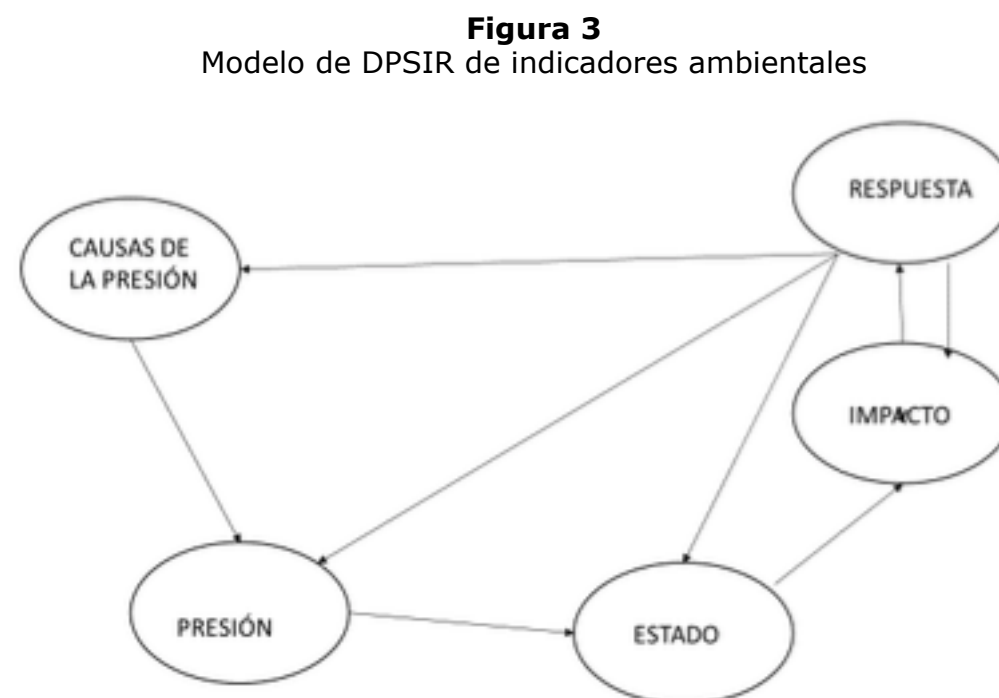 Figura 3
Modelo de DPSIR de indicadores ambientales
RESPUESTA
CAUSAS DE
LA PRESIÓN
IMPACTO
PRESIÓN
ESTADO